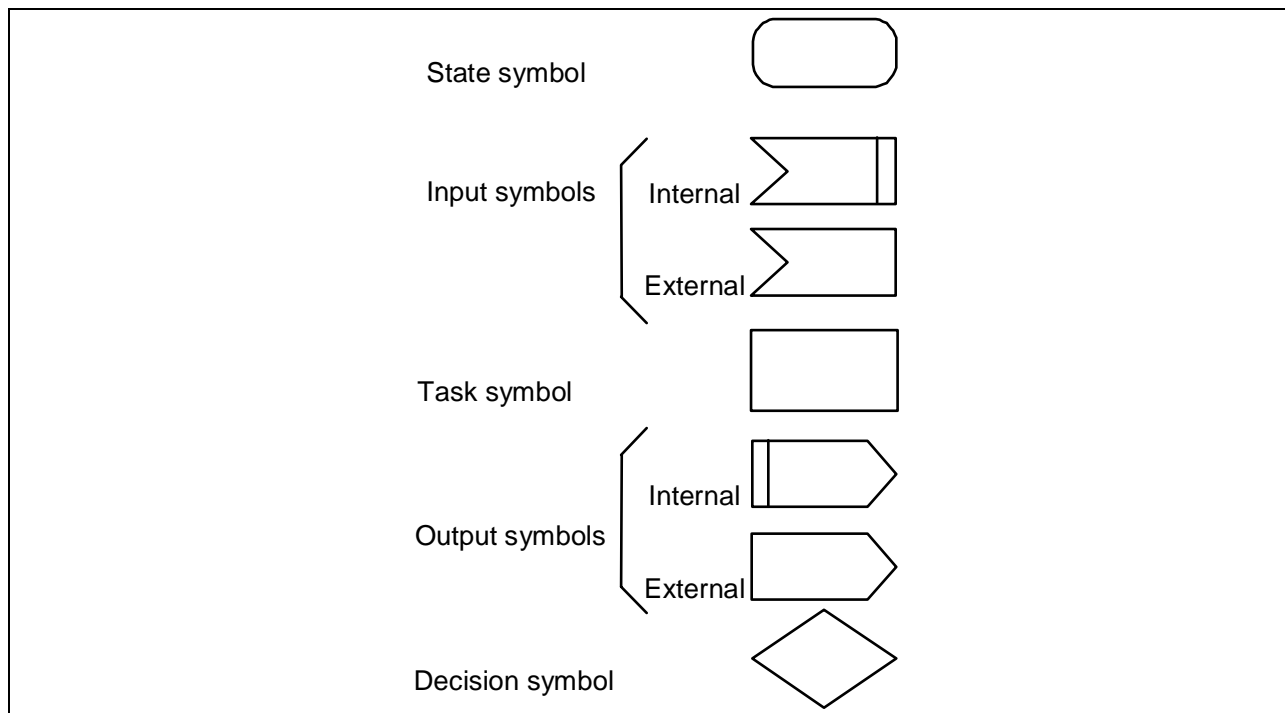 State symbol
Input symbols
Internal
External
Task symbol
Internal
Output symbols
External
Decision symbol